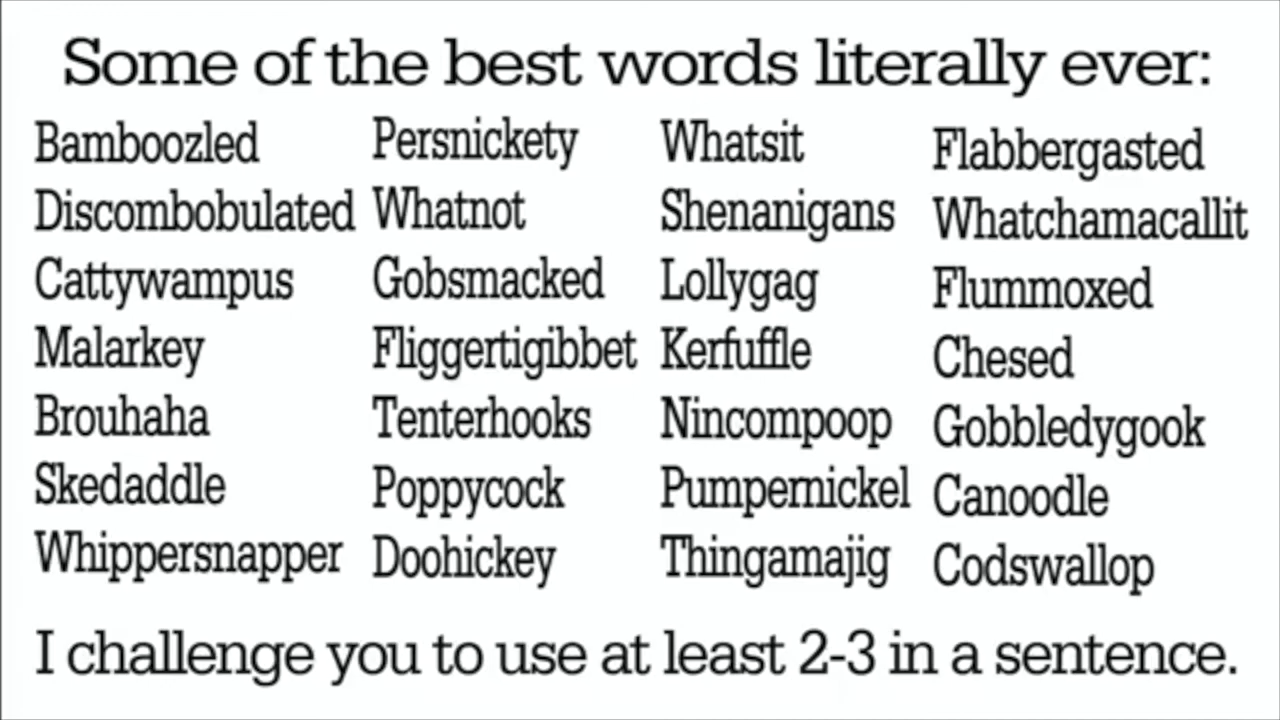 Some of the best words literally ever:
Bamboozled
Discombobulated
Cattywampus
Malarkey
Brouhaha
Skedaddle
Whippersnapper
Persnickety
Whatnot
Gobsmacked
Fliggertigibbet
Tenterhooks
Poppycock
Doohickey
Whatsit
Shenanigans
Lollygag
Kerfuffle
Nincompoop
Pumpernickel
Thingamajig
Flabbergasted
Whatchamacallit
Flummoxed
Chesed
Gobbledygook
Canoodle
Codswallop
I challenge you to use at least 2-3 in a sentence.